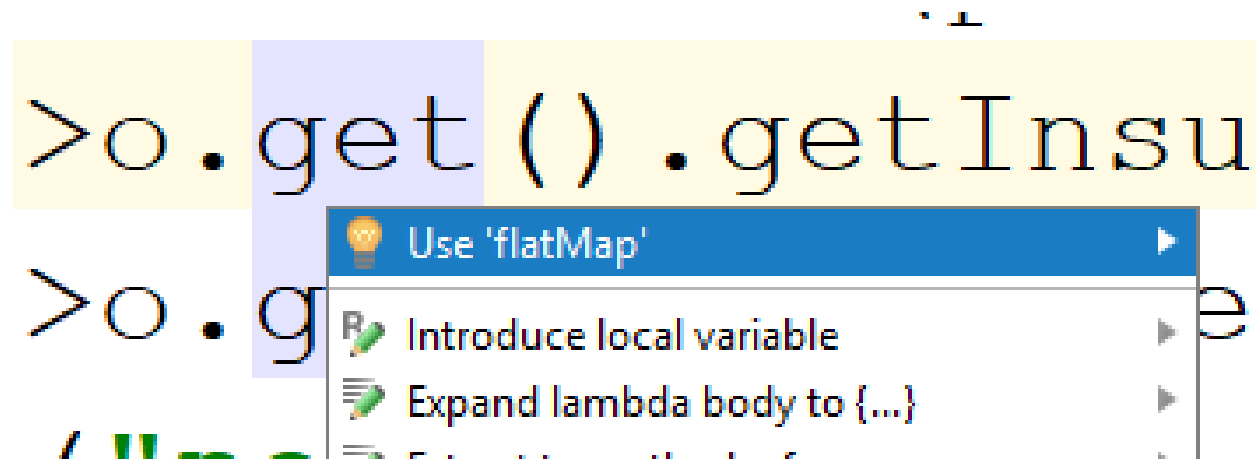 >o.get().getInsu
Use 'flatMap'
>o.g
Introduce local variable
Expand lambda body to {...}